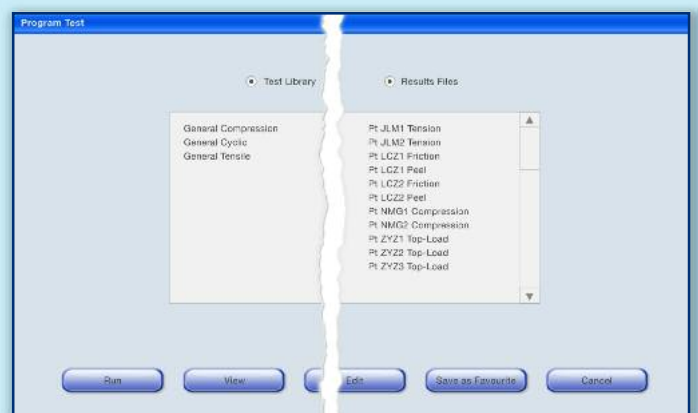 Program Test
Test Library
Results Files
General Compression
General Cyclic
General Tensile
Pt JLM1 Tension
Pt JLM2 Tension
Pt LCZ1 Friction
Pt LCZ1 Peel
Pt LCZ2 Friction
Pt LCZ2 Peel
Pt NMG1 Compression
Pt NMG2 Compression
Pt ZYZ1 Top-Load
Pt ZYZ2 Top-Load
Pt ZYZ3 Top-Load
Run
View
Edit
Save as Favourite
Cancel